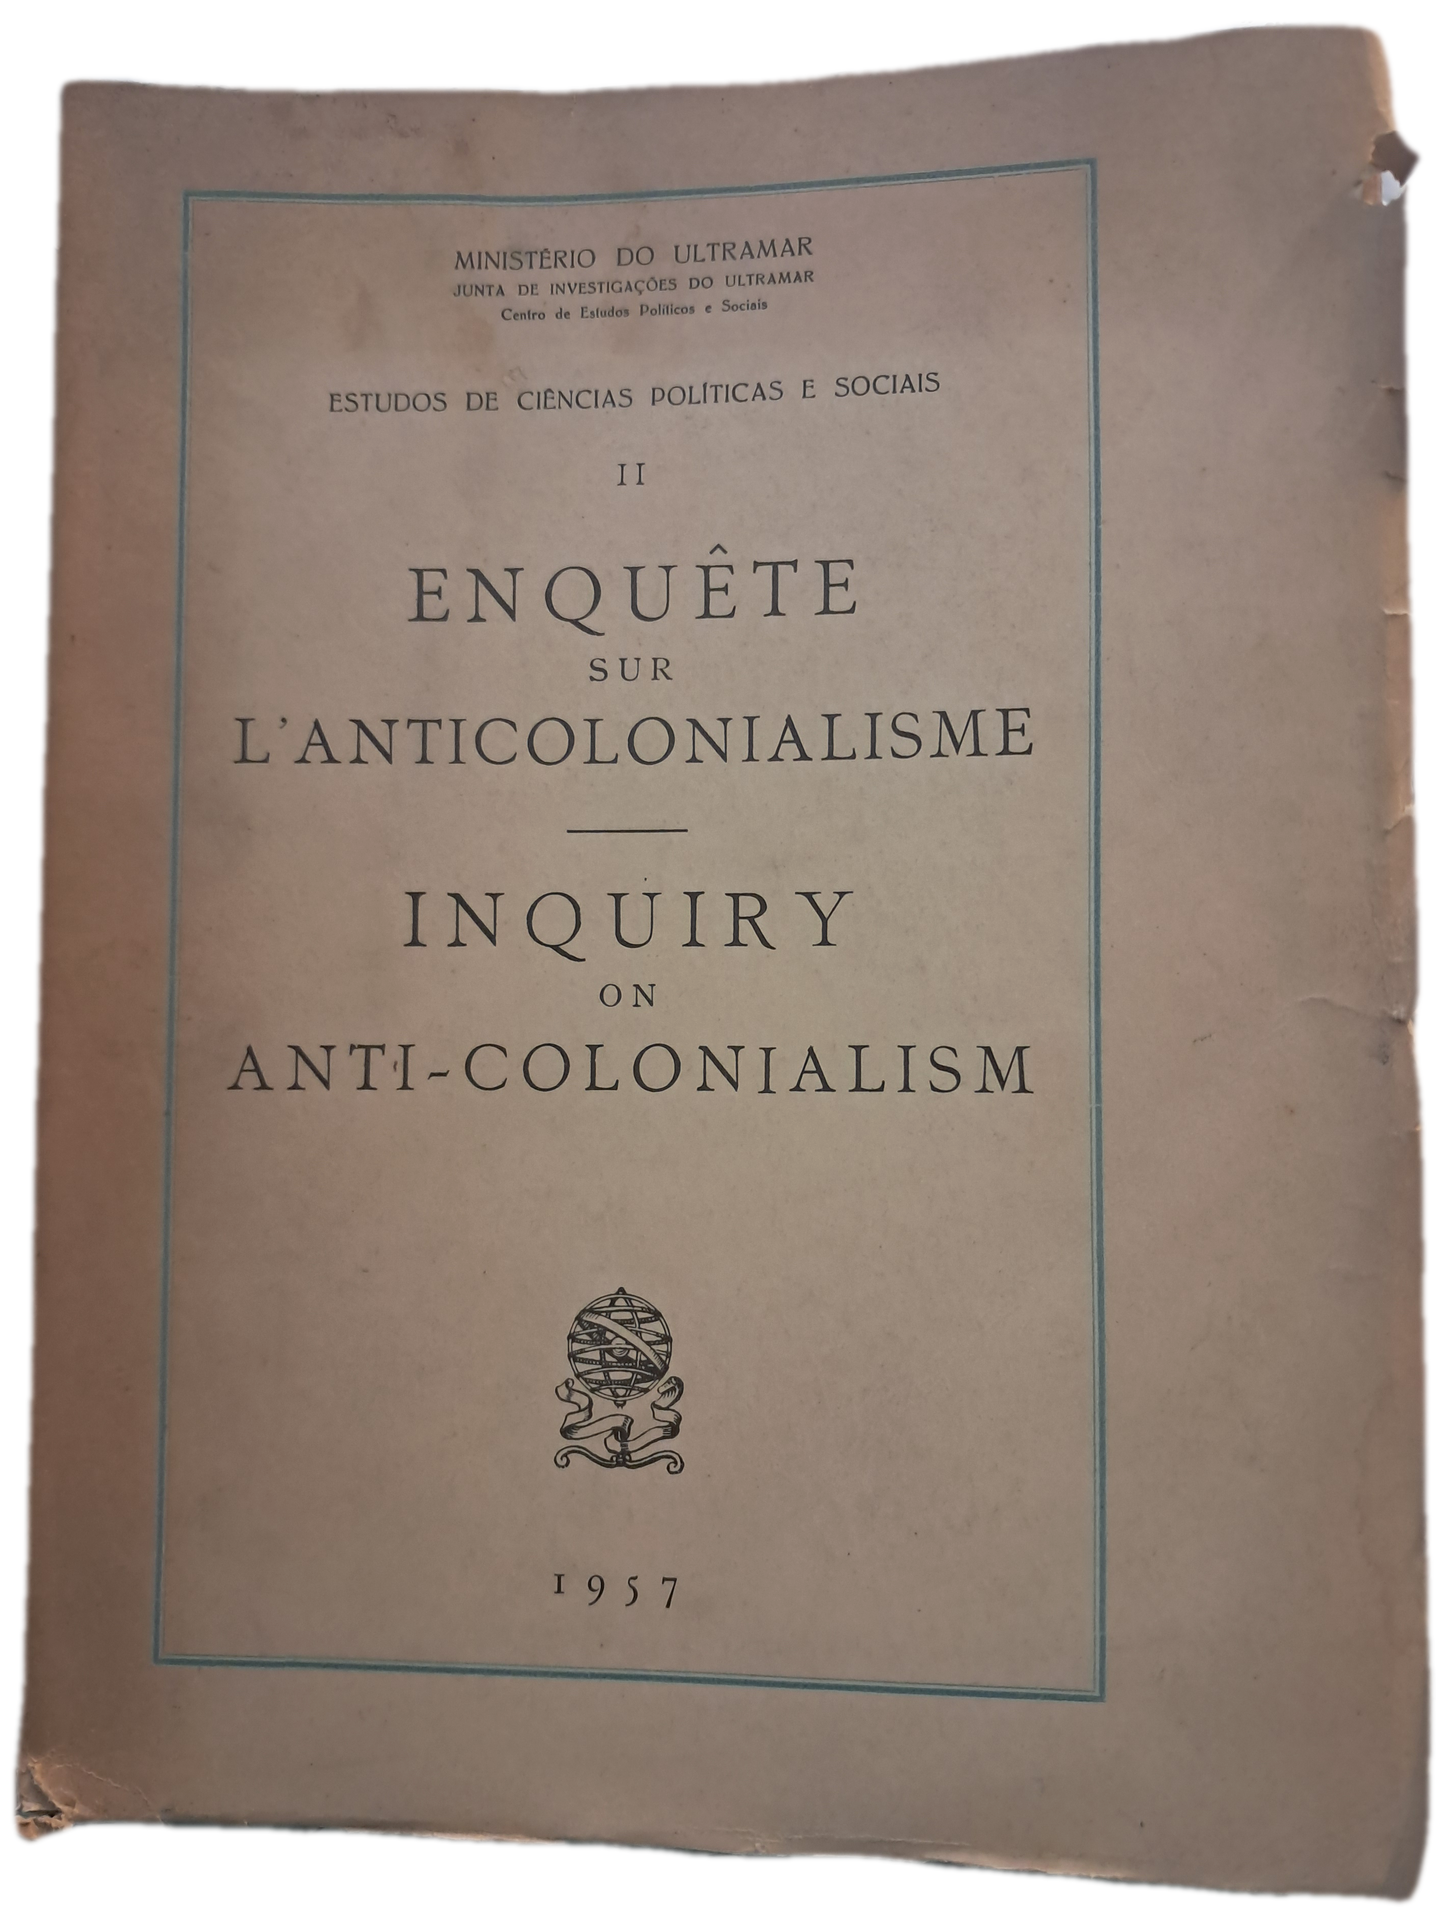 MINISTÉRIO DO ULTRAMAR
JUNTA DE INVESTIGAÇÕES DO ULTRAMAR
Centro de Estudos Políticos e Sociais
ESTUDOS DE CIÊNCIAS POLÍTICAS E SOCIAIS
II
ENQUÊTE
SUR
L'ANTICOLONIALISME
INQUIRY
ON
ANTI-COLONIALISM
1957